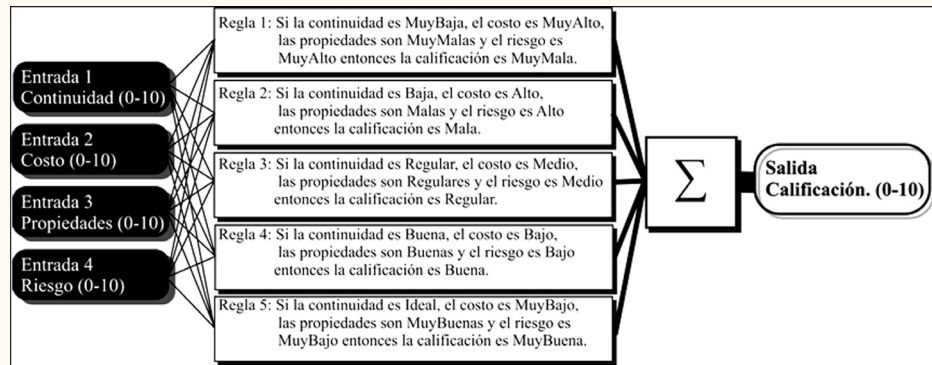 Entrada 1
Continuidad (0-10)
Entrada 2
Costo (0-10)
Entrada 3
Propiedades (0-10)
Entrada 4
Riesgo (0-10)
Regla 1: Si la continuidad es MuyBaja, el costo es MuyAlto,
las propiedades son MuyMalas y el riesgo es
MuyAlto entonces la calificación es MuyMala.
Regla 2: Si la continuidad es Baja, el costo es Alto,
las propiedades son Malas y el riesgo es Alto
entonces la calificación es Mala.
Regla 3: Si la continuidad es Regular, el costo es Medio,
las propiedades son Regulares y el riesgo es Medio
entonces la calificación es Regular.
Regla 4: Si la continuidad es Buena, el costo es Bajo,
las propiedades son Buenas y el riesgo es Bajo
entonces la calificación es Buena.
Regla 5: Si la continuidad es Ideal, el costo es MuyBajo,
las propiedades son MuyBuenas y el riesgo es
MuyBajo entonces la calificación es MuyBuena.
Σ
Salida
Calificación. (0-10)